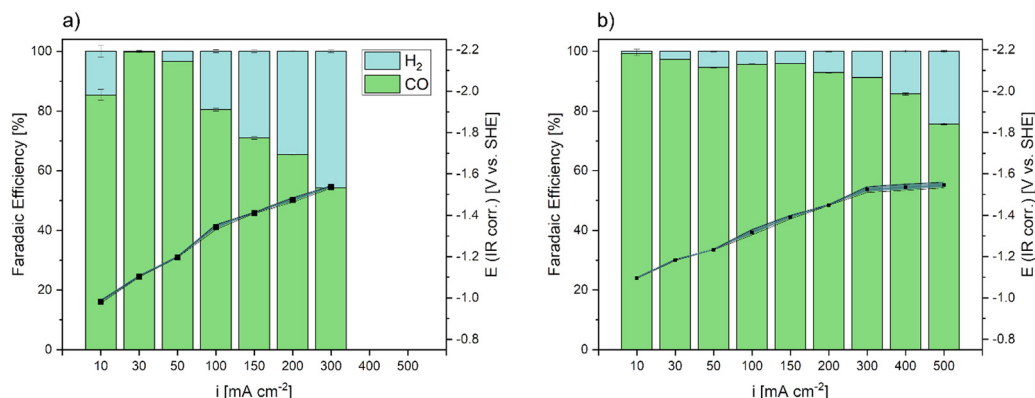 a)
Faradaic Efficiency [%]
100
80
60
40
20
0
H₂
CO
-2.2
-2.0
-1.8
-1.6
-1.4
-1.2
-1.0
-0.8
E (IR corr.) [V vs. SHE]
10 30 50 100 150 200 300 400 500
i [mA cm⁻²]
b)
Faradaic Efficiency [%]
100
80
60
40
20
0
-2.2
-2.0
-1.8
-1.6
-1.4
-1.2
-1.0
-0.8
E (IR corr.) [V vs. SHE]
10 30 50 100 150 200 300 400 500
i [mA cm⁻²]